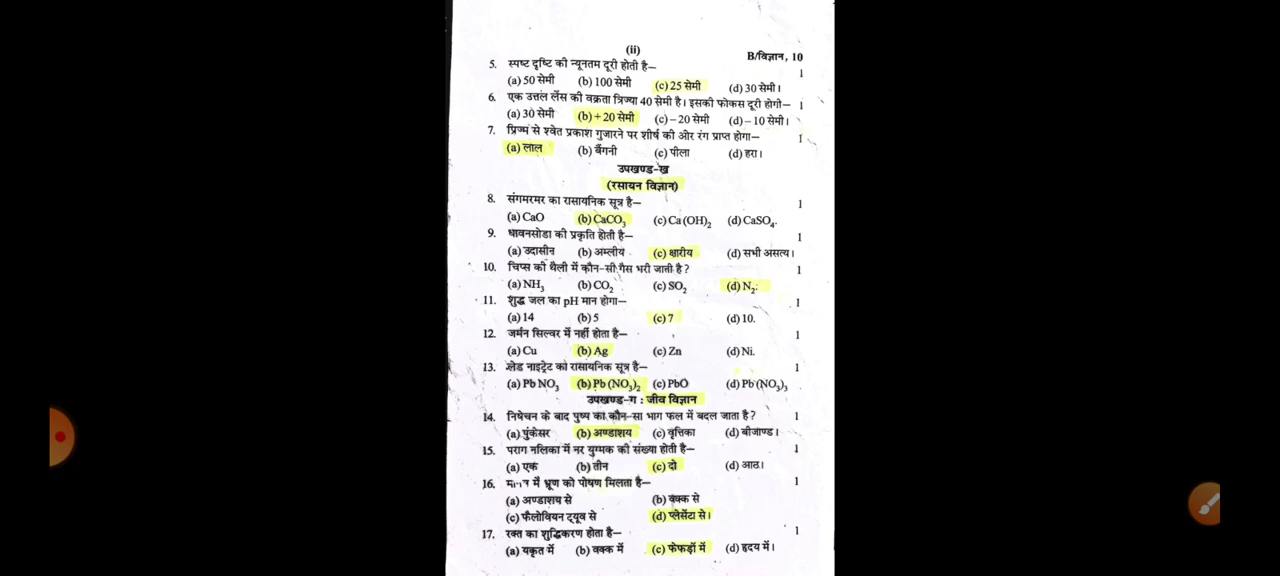 (ii)
B/विज्ञान, 10
5. स्पष्ट दृष्टि की न्यूनतम दूरी होती है— 1
(a) 50 सेमी (b) 100 सेमी (c) 25 सेमी (d) 30 सेमी।
6. एक उत्तल लेंस की वक्रता त्रिज्या 40 सेमी है। इसकी फोकस दूरी होगी— 1
(a) 30 सेमी (b) + 20 सेमी (c) – 20 सेमी (d) – 10 सेमी।
7. प्रिज्म से श्वेत प्रकाश गुजारने पर शीर्ष की ओर रंग प्राप्त होगा— 1
(a) लाल (b) बैंगनी (c) पीला (d) हरा।
उपखण्ड-ख
(रसायन विज्ञान)
8. संगमरमर का रासायनिक सूत्र है— 1
(a) CaO (b) CaCO₃ (c) Ca(OH)₂ (d) CaSO₄.
9. धावनसोडा की प्रकृति होती है— 1
(a) उदासीन (b) अम्लीय (c) क्षारीय (d) सभी असत्य।
10. चिप्स की थैली में कौन-सी गैस भरी जाती है? 1
(a) NH₃ (b) CO₂ (c) SO₂ (d) N₂.
11. शुद्ध जल का pH मान होगा— 1
(a) 14 (b) 5 (c) 7 (d) 10.
12. जर्मन सिल्वर में नहीं होता है— 1
(a) Cu (b) Ag (c) Zn (d) Ni.
13. लेड नाइट्रेट को रासायनिक सूत्र है— 1
(a) Pb NO₃ (b) Pb (NO₃)₂ (c) PbO (d) Pb (NO₃)₃
उपखण्ड-ग : जीव विज्ञान
14. निषेचन के बाद पुष्प का कौन-सा भाग फल में बदल जाता है? 1
(a) पुंकेसर (b) अण्डाशय (c) वृत्तिका (d) बीजाण्ड।
15. पराग नलिका में नर युग्मक की संख्या होती है— 1
(a) एक (b) तीन (c) दो (d) आठ।
16. में भ्रूण को पोषण मिलता है— 1
(a) अण्डाशय से (b) वृक्क से
(c) फैलोवियन ट्यूव से (d) प्लेसेंटा से।
17. रक्त का शुद्धिकरण होता है— 1
(a) यकृत में (b) वृक्क में (c) फेफड़ों में (d) हृदय में।